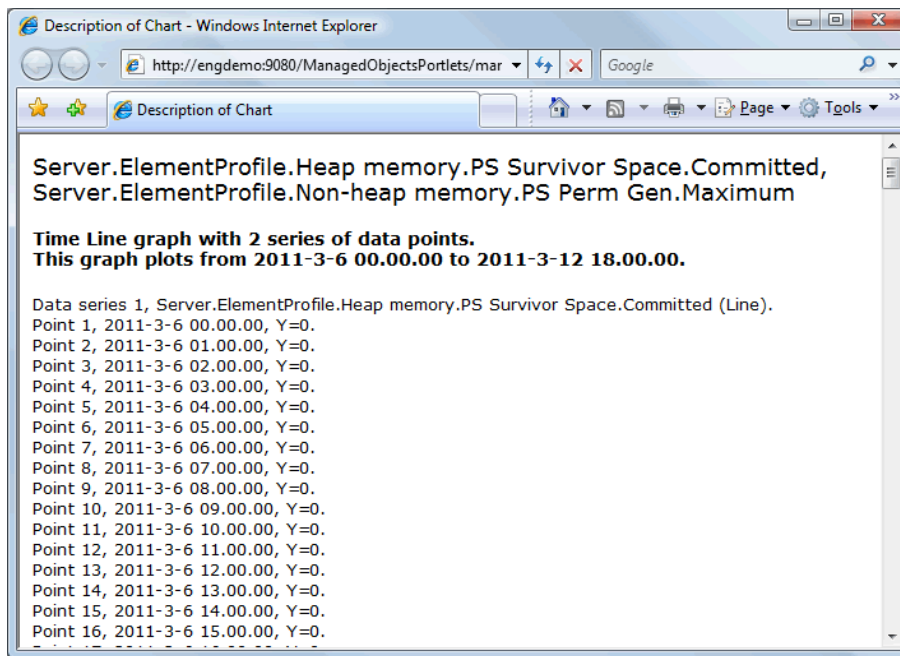 Description of Chart - Windows Internet Explorer
http://engdemo:9080/ManagedObjectsPortlets/mar
Google
Description of Chart
Page
Tools
Server.ElementProfile.Heap memory.PS Survivor Space.Committed,
Server.ElementProfile.Non-heap memory.PS Perm Gen.Maximum
Time Line graph with 2 series of data points.
This graph plots from 2011-3-6 00.00.00 to 2011-3-12 18.00.00.
Data series 1, Server.ElementProfile.Heap memory.PS Survivor Space.Committed (Line).
Point 1, 2011-3-6 00.00.00, Y=0.
Point 2, 2011-3-6 01.00.00, Y=0.
Point 3, 2011-3-6 02.00.00, Y=0.
Point 4, 2011-3-6 03.00.00, Y=0.
Point 5, 2011-3-6 04.00.00, Y=0.
Point 6, 2011-3-6 05.00.00, Y=0.
Point 7, 2011-3-6 06.00.00, Y=0.
Point 8, 2011-3-6 07.00.00, Y=0.
Point 9, 2011-3-6 08.00.00, Y=0.
Point 10, 2011-3-6 09.00.00, Y=0.
Point 11, 2011-3-6 10.00.00, Y=0.
Point 12, 2011-3-6 11.00.00, Y=0.
Point 13, 2011-3-6 12.00.00, Y=0.
Point 14, 2011-3-6 13.00.00, Y=0.
Point 15, 2011-3-6 14.00.00, Y=0.
Point 16, 2011-3-6 15.00.00, Y=0.